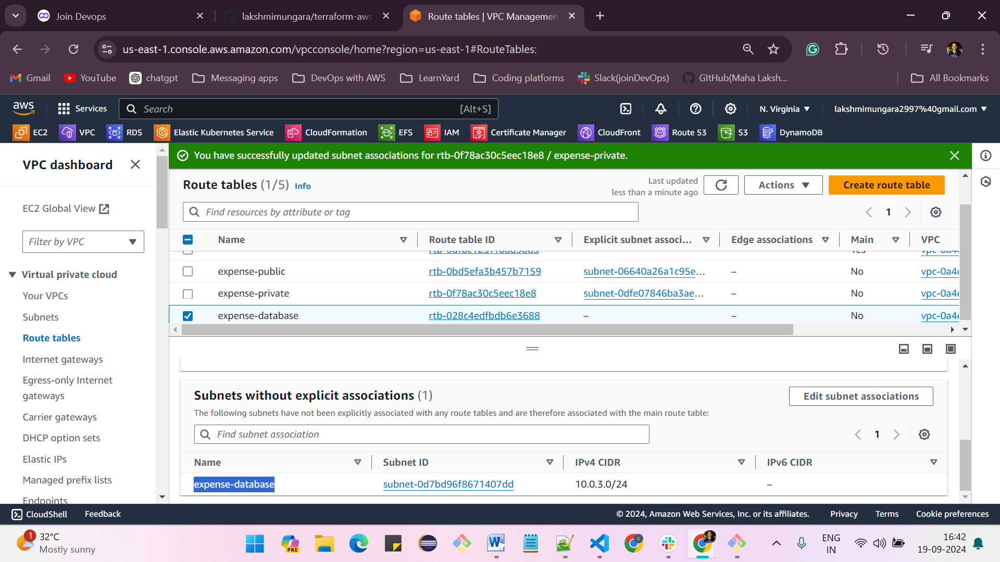 Join Devops
lakshmimungara/terraform-aws
Route tables | VPC Managemen
us-east-1.console.aws.amazon.com/vpcconsole/home?region=us-east-1#RouteTables:
Gmail
YouTube
chatgpt
Messaging apps
DevOps with AWS
LearnYard
Coding platforms
Slack(joinDevOps)
GItHub(Maha Laksh...
All Bookmarks
aws
Services
Search
[Alt+S]
N. Virginia
lakshmimungara2997%40gmail.com
EC2
VPC
RDS
Elastic Kubernetes Service
CloudFormation
EFS
IAM
Certificate Manager
CloudFront
Route 53
S3
DynamoDB
VPC dashboard
EC2 Global View
Filter by VPC
Virtual private cloud
Your VPCs
Subnets
Route tables
Internet gateways
Egress-only Internet
gateways
Carrier gateways
DHCP option sets
Elastic IPs
Managed prefix lists
Endpoints
You have successfully updated subnet associations for rtb-0f78ac30c5eec18e8 / expense-private.
Route tables (1/5) Info
Last updated
less than a minute ago
Actions
Create route table
Find resources by attribute or tag
1
Name Route table ID Explicit subnet associ... Edge associations Main VPC
Yes
expense-public rtb-0bd5efa3b457b7159 subnet-06640a26a1c95e... – No vpc-0a4
expense-private rtb-0f78ac30c5eec18e8 subnet-0dfe07846ba3ae... – No vpc-0a4
expense-database rtb-028c4edfbdb6e3688 – – No vpc-0a4
Subnets without explicit associations (1)
Edit subnet associations
The following subnets have not been explicitly associated with any route tables and are therefore associated with the main route table:
Find subnet association
1
Name Subnet ID IPv4 CIDR IPv6 CIDR
expense-database subnet-0d7bd96f8671407dd 10.0.3.0/24 –
CloudShell
Feedback
© 2024, Amazon Web Services, Inc. or its affiliates.
Privacy
Terms
Cookie preferences
1
32°C
Mostly sunny
PRE
ENG
IN
16:42
19-09-2024